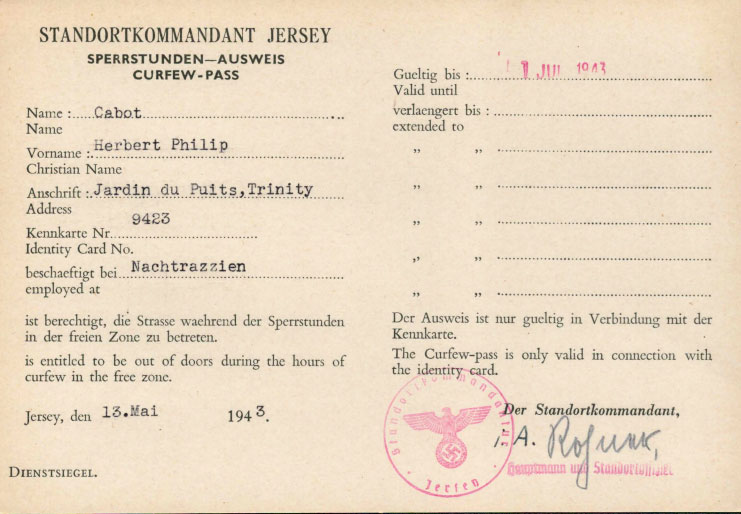 STANDORTKOMMANDANT JERSEY
SPERRSTUNDEN—AUSWEIS
CURFEW-PASS
Name : Cabot
Name
Vorname : Herbert Philip
Christian Name
Anschrift : Jardin du Puits,Trinity
Address
Kennkarte Nr. 9423
Identity Card No.
beschaeftigt bei Nachtrazzien
employed at
ist berechtigt, die Strasse waehrend der Sperrstunden
in der freien Zone zu betreten.
is entitled to be out of doors during the hours of
curfew in the free zone.
Jersey, den 13.Mai 1943.
DIENSTSIEGEL.
Gueltig bis : JUL 1943
Valid until
verlaengert bis :
extended to
„ „
„ „
„ „
„ „
„ „
Der Ausweis ist nur gueltig in Verbindung mit der
Kennkarte.
The Curfew-pass is only valid in connection with
the identity card.
Der Standortkommandant,
Standortkommandantur
Jersey
Hauptmann und Standortoffizier